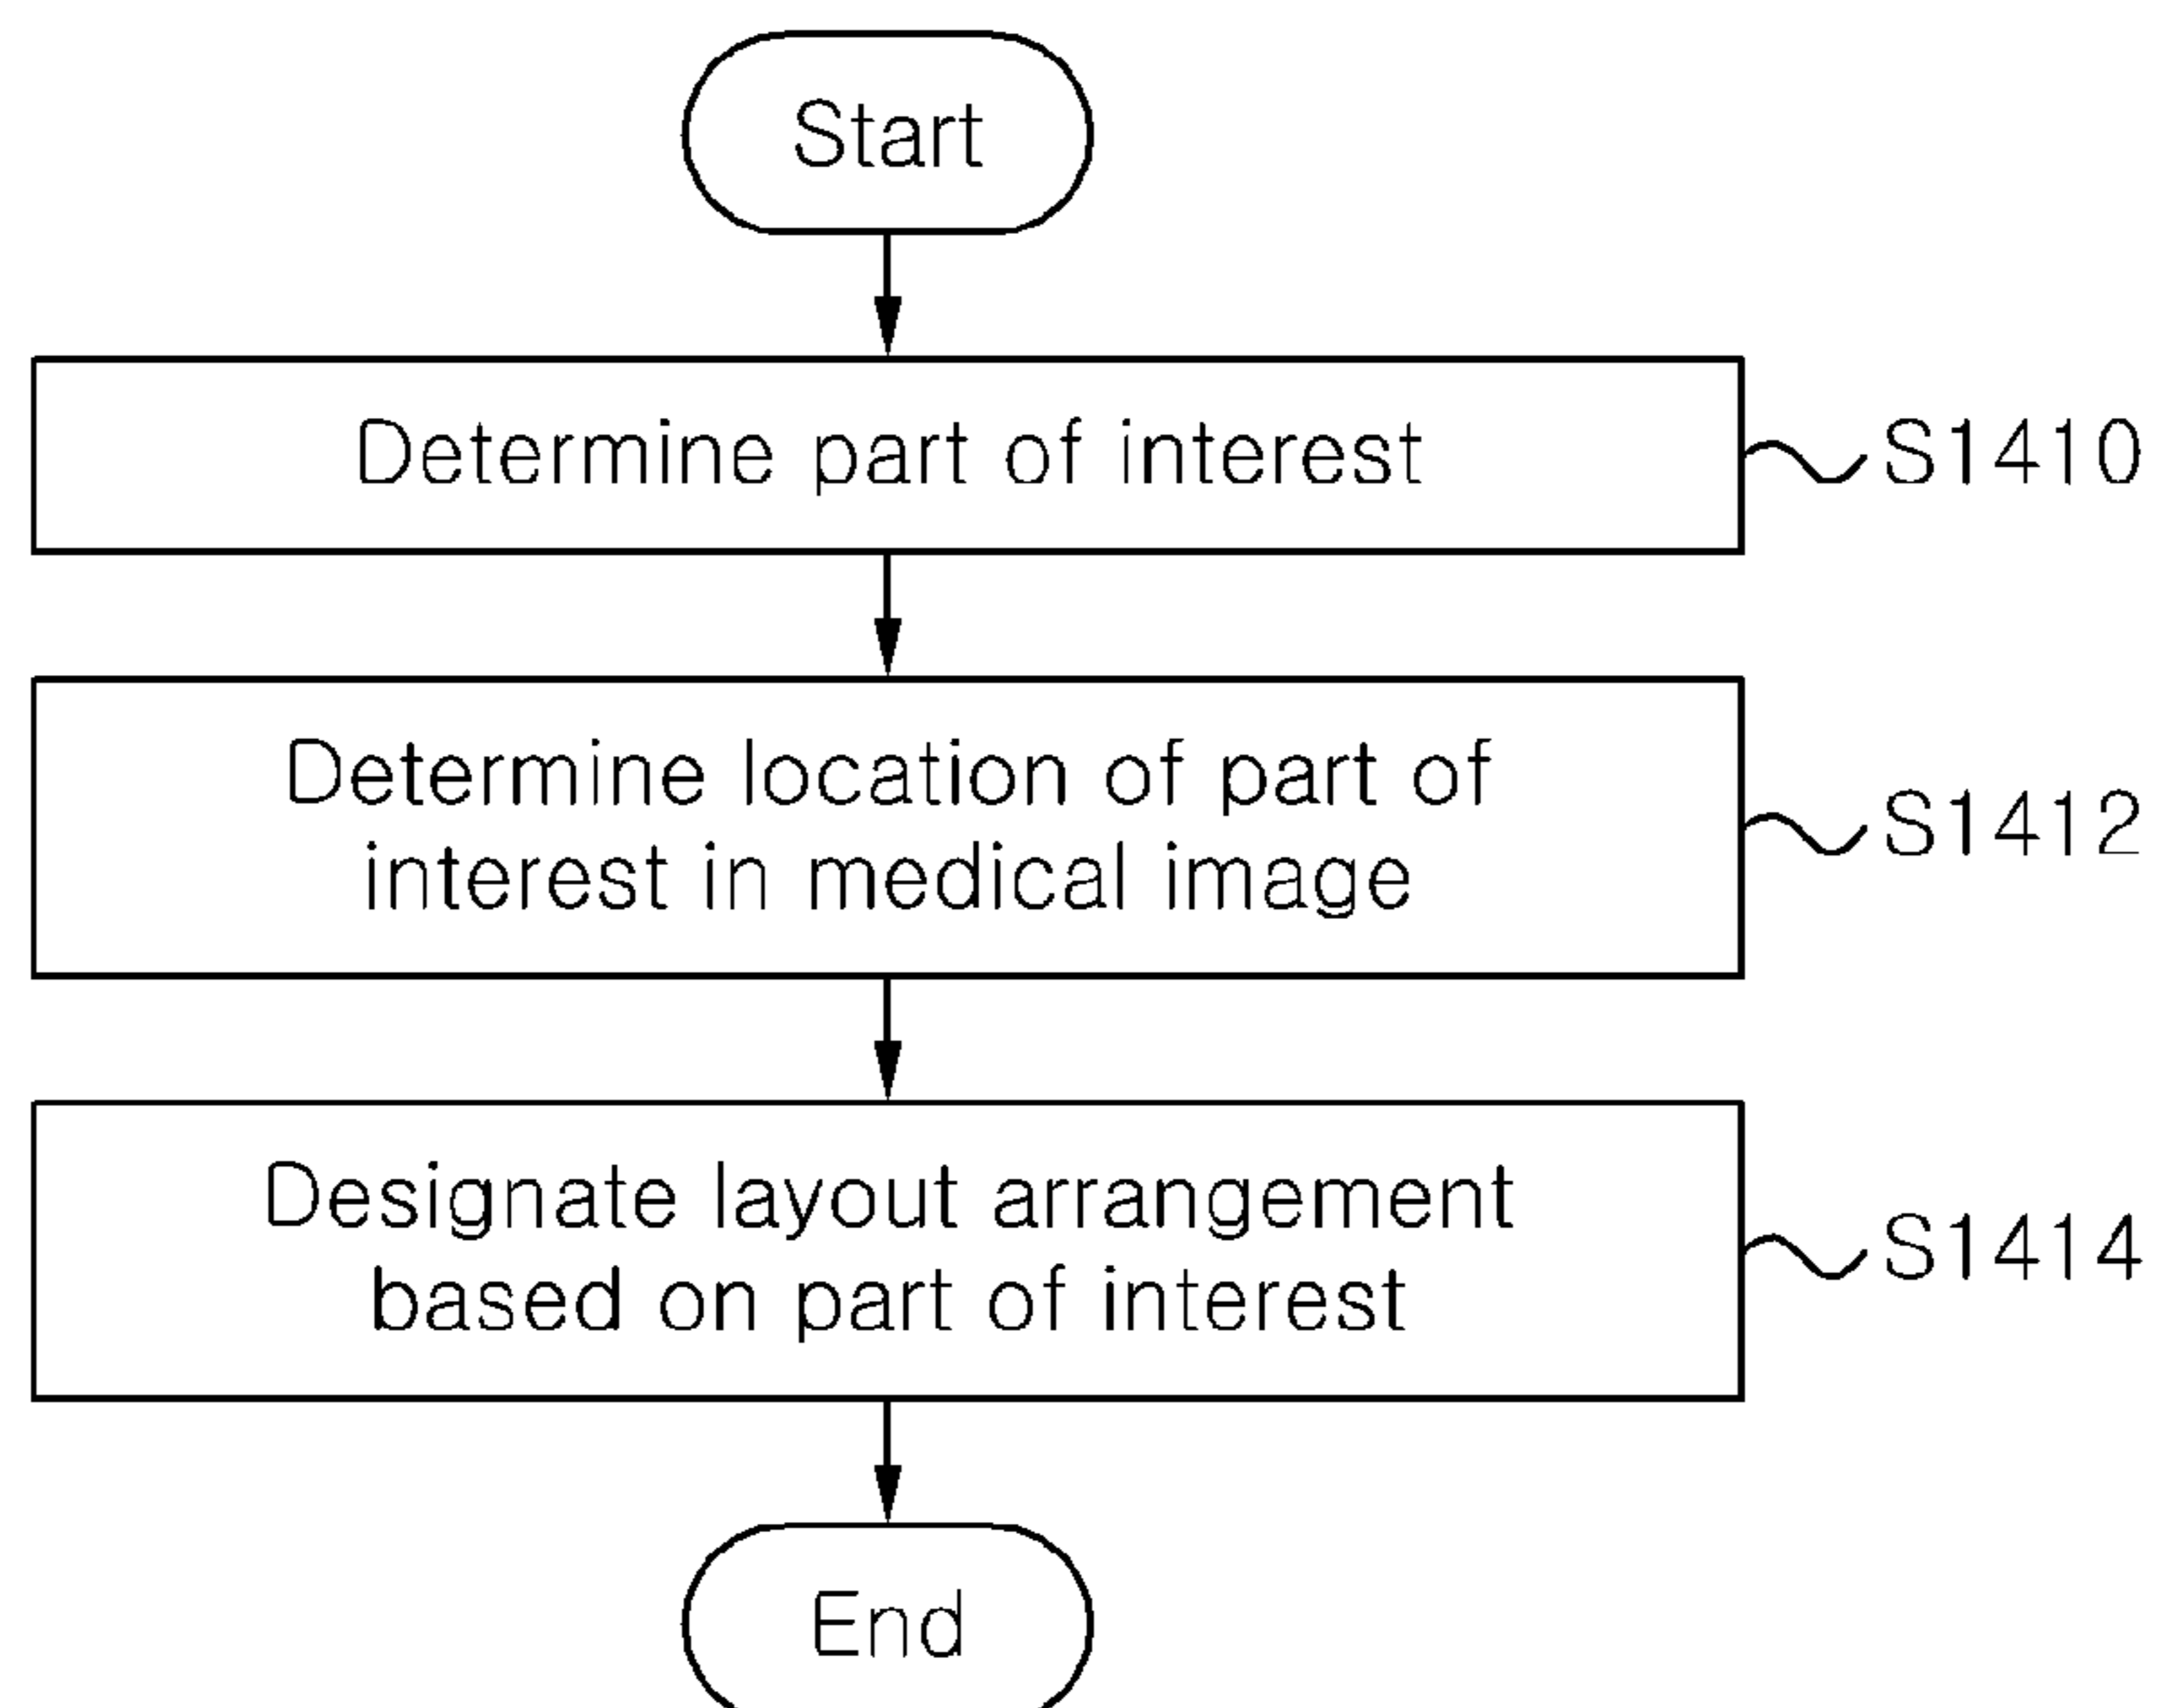 Start
Determine part of interest
S1410
Determine location of part of
interest in medical image
S1412
Designate layout arrangement
based on part of interest
S1414
End